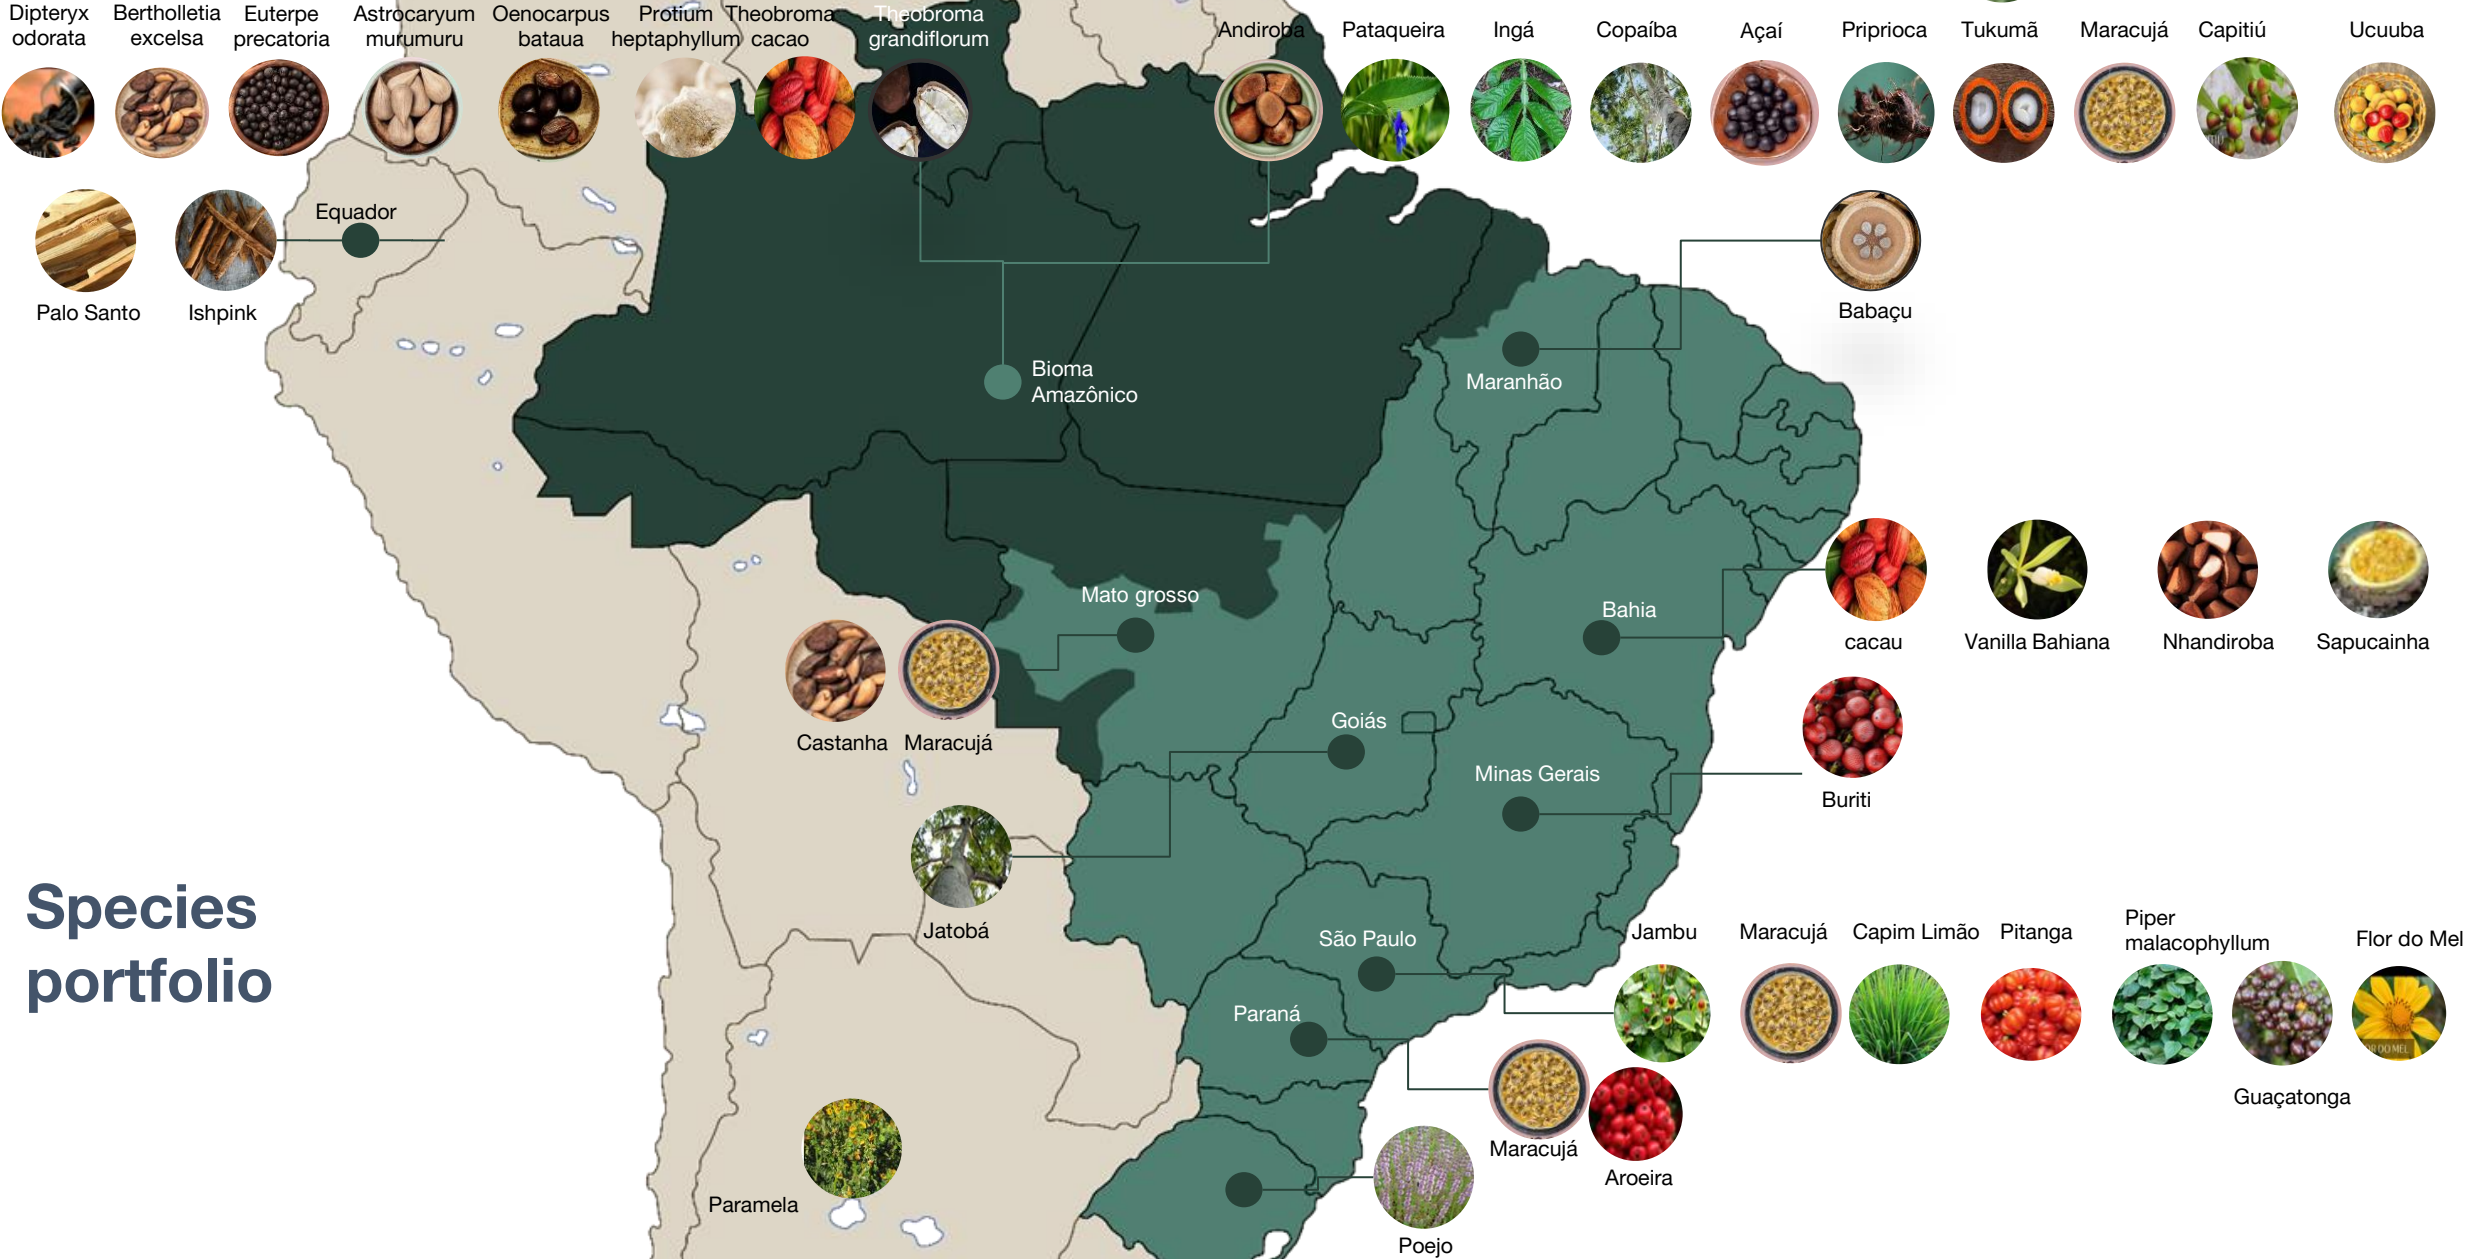 Dipteryx
odorata
Bertholletia
excelsa
Euterpe
precatoria
Astrocaryum
murumuru
Oenocarpus
bataua
Protium
heptaphyllum
Theobroma
cacao
Theobroma
grandiflorum
Andiroba
Pataqueira
Ingá
Copaíba
Açaí
Priprioca
Tukumã
Maracujá
Capitiú
Ucuuba
Palo Santo
Ishpink
Equador
Babaçu
Bioma
Amazônico
Maranhão
Mato grosso
Bahia
cacau
Vanilla Bahiana
Nhandiroba
Sapucainha
Castanha
Maracujá
Goiás
Minas Gerais
Buriti
Jatobá
Species
portfolio
São Paulo
Jambu
Maracujá
Capim Limão
Pitanga
Piper
malacophyllum
Flor do Mel
Guaçatonga
Paraná
Maracujá
Aroeira
Paramela
Poejo